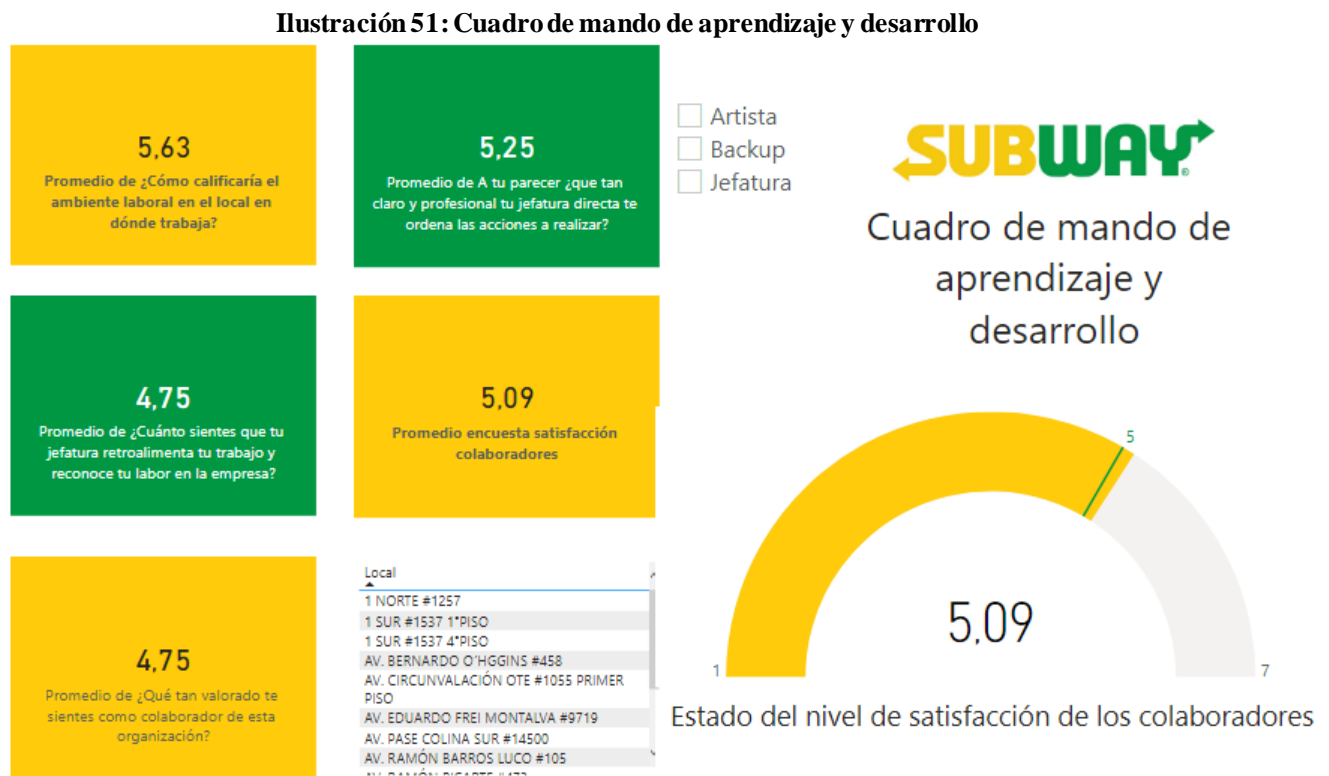 Ilustración 51: Cuadro de mando de aprendizaje y desarrollo
5,63
Promedio de ¿Cómo calificaría el
ambiente laboral en el local en
dónde trabaja?
5,25
Promedio de A tu parecer ¿que tan
claro y profesional tu jefatura directa te
ordena las acciones a realizar?
Artista
Backup
Jefatura
SUBWAY
Cuadro de mando de
aprendizaje y
desarrollo
4,75
Promedio de ¿Cuánto sientes que tu
jefatura retroalimenta tu trabajo y
reconoce tu labor en la empresa?
5,09
Promedio encuesta satisfacción
colaboradores
4,75
Promedio de ¿Qué tan valorado te
sientes como colaborador de esta
organización?
Local
1 NORTE #1257
1 SUR #1537 1°PISO
1 SUR #1537 4°PISO
AV. BERNARDO O'HGGINS #458
AV. CIRCUNVALACIÓN OTE #1055 PRIMER
PISO
AV. EDUARDO FREI MONTALVA #9719
AV. PASE COLINA SUR #14500
AV. RAMÓN BARROS LUCO #105
5
5,09
1
7
Estado del nivel de satisfacción de los colaboradores